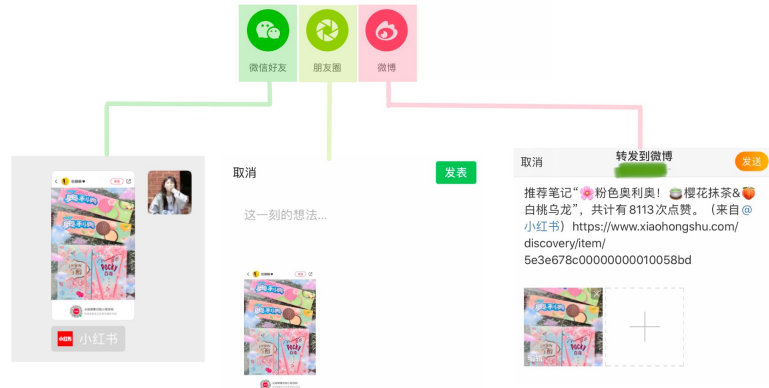 微信好友
朋友圈
微博
小红书
取消
发表
这一刻的想法...
取消
转发到微博
发送
推荐笔记“🌸粉色奥利奥！🍵樱花抹茶&🍑
白桃乌龙”，共计有8113次点赞。（来自@
小红书）https://www.xiaohongshu.com/
discovery/item/
5e3e678c00000000010058bd
编辑